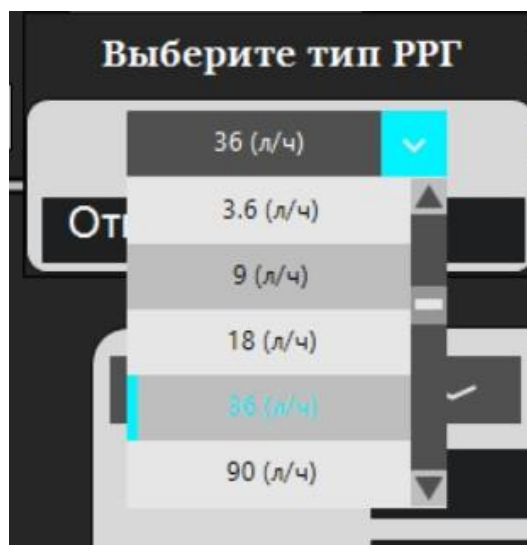 Выберите тип РРГ
36 (л/ч)
3.6 (л/ч)
9 (л/ч)
18 (л/ч)
36 (л/ч)
90 (л/ч)